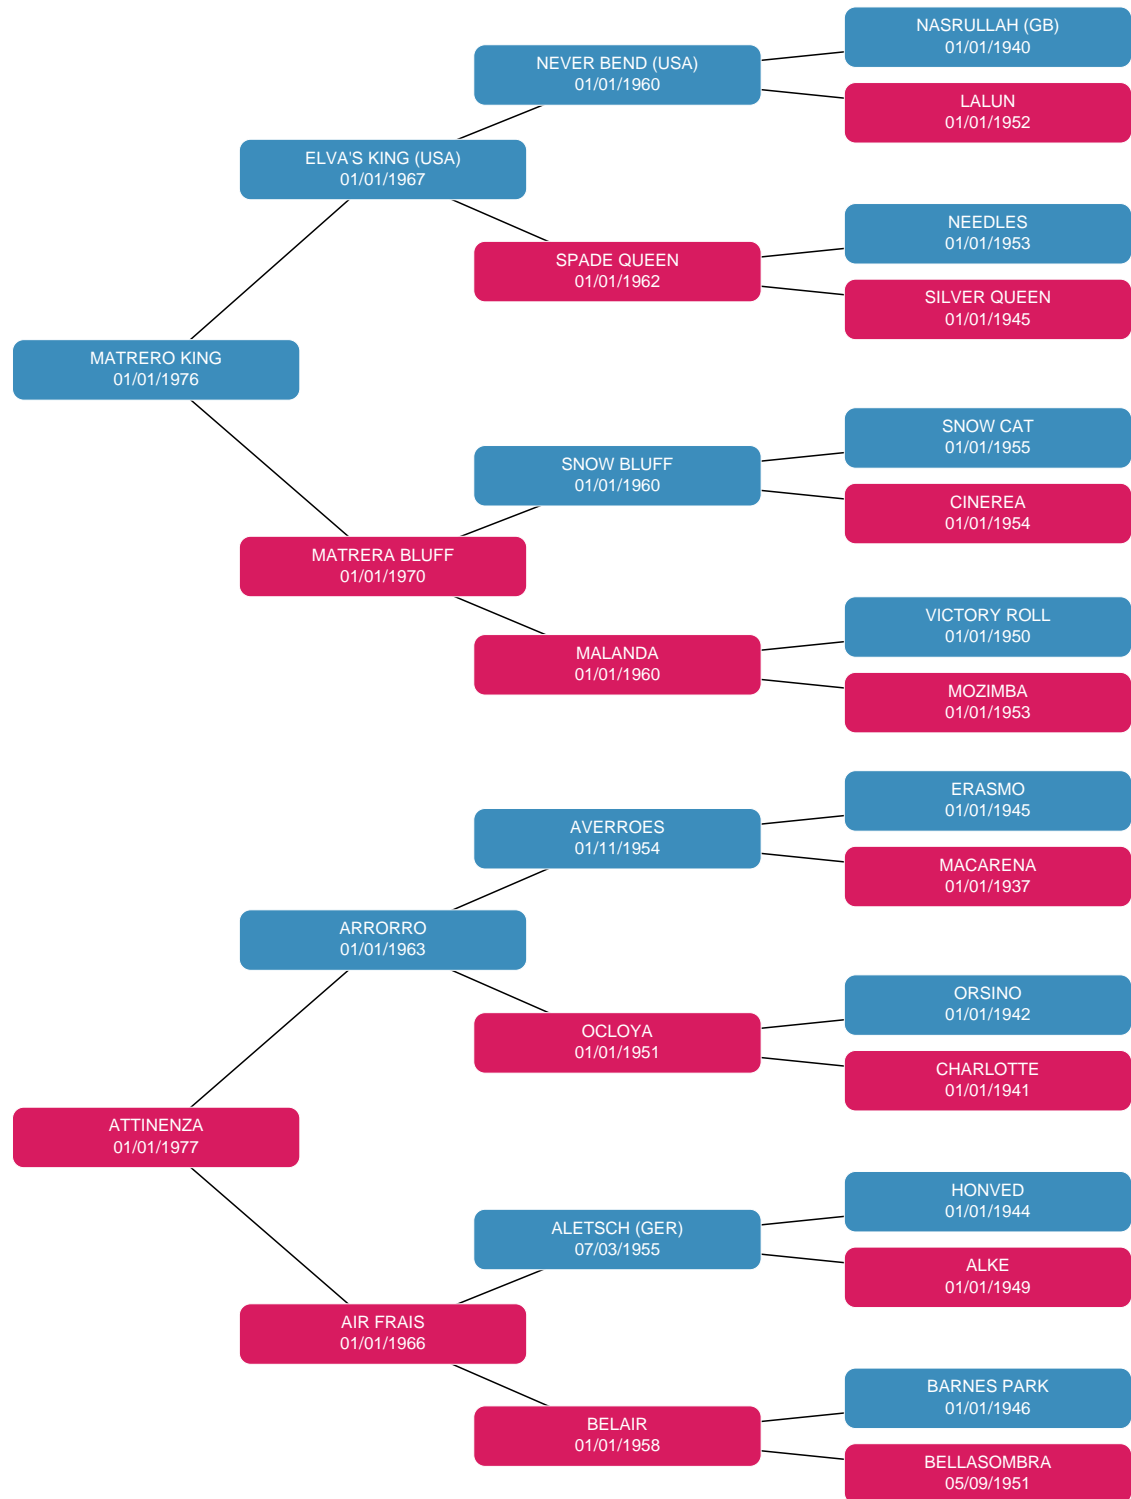 NASRULLAH (GB)
01/01/1940
NEVER BEND (USA)
01/01/1960
LALUN
01/01/1952
ELVA'S KING (USA)
01/01/1967
NEEDLES
01/01/1953
SPADE QUEEN
01/01/1962
SILVER QUEEN
01/01/1945
MATRERO KING
01/01/1976
SNOW CAT
01/01/1955
SNOW BLUFF
01/01/1960
CINEREA
01/01/1954
MATRERA BLUFF
01/01/1970
VICTORY ROLL
01/01/1950
MALANDA
01/01/1960
MOZIMBA
01/01/1953
ERASMO
01/01/1945
AVERROES
01/11/1954
MACARENA
01/01/1937
ARRORRO
01/01/1963
ORSINO
01/01/1942
OCLOYA
01/01/1951
CHARLOTTE
01/01/1941
ATTINENZA
01/01/1977
HONVED
01/01/1944
ALETSCH (GER)
07/03/1955
ALKE
01/01/1949
AIR FRAIS
01/01/1966
BARNES PARK
01/01/1946
BELAIR
01/01/1958
BELLASOMBRA
05/09/1951